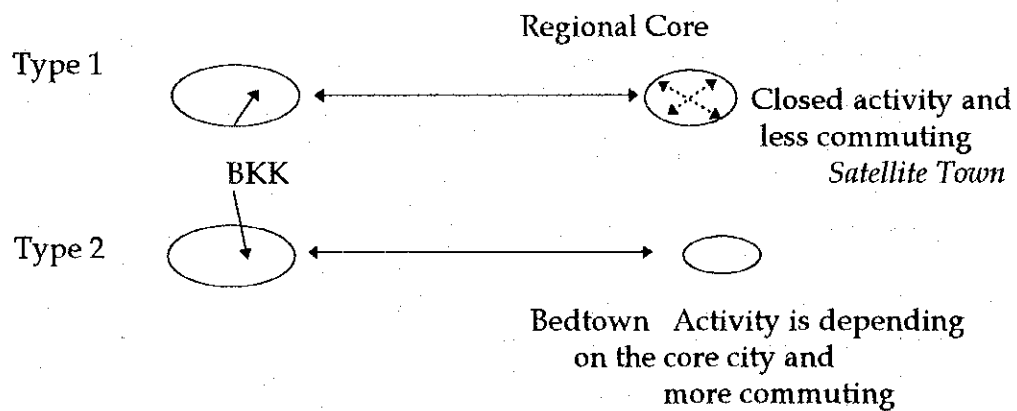 Regional Core
Type 1
Closed activity and
less commuting
Satellite Town
BKK
Type 2
Bedtown Activity is depending
on the core city and
more commuting